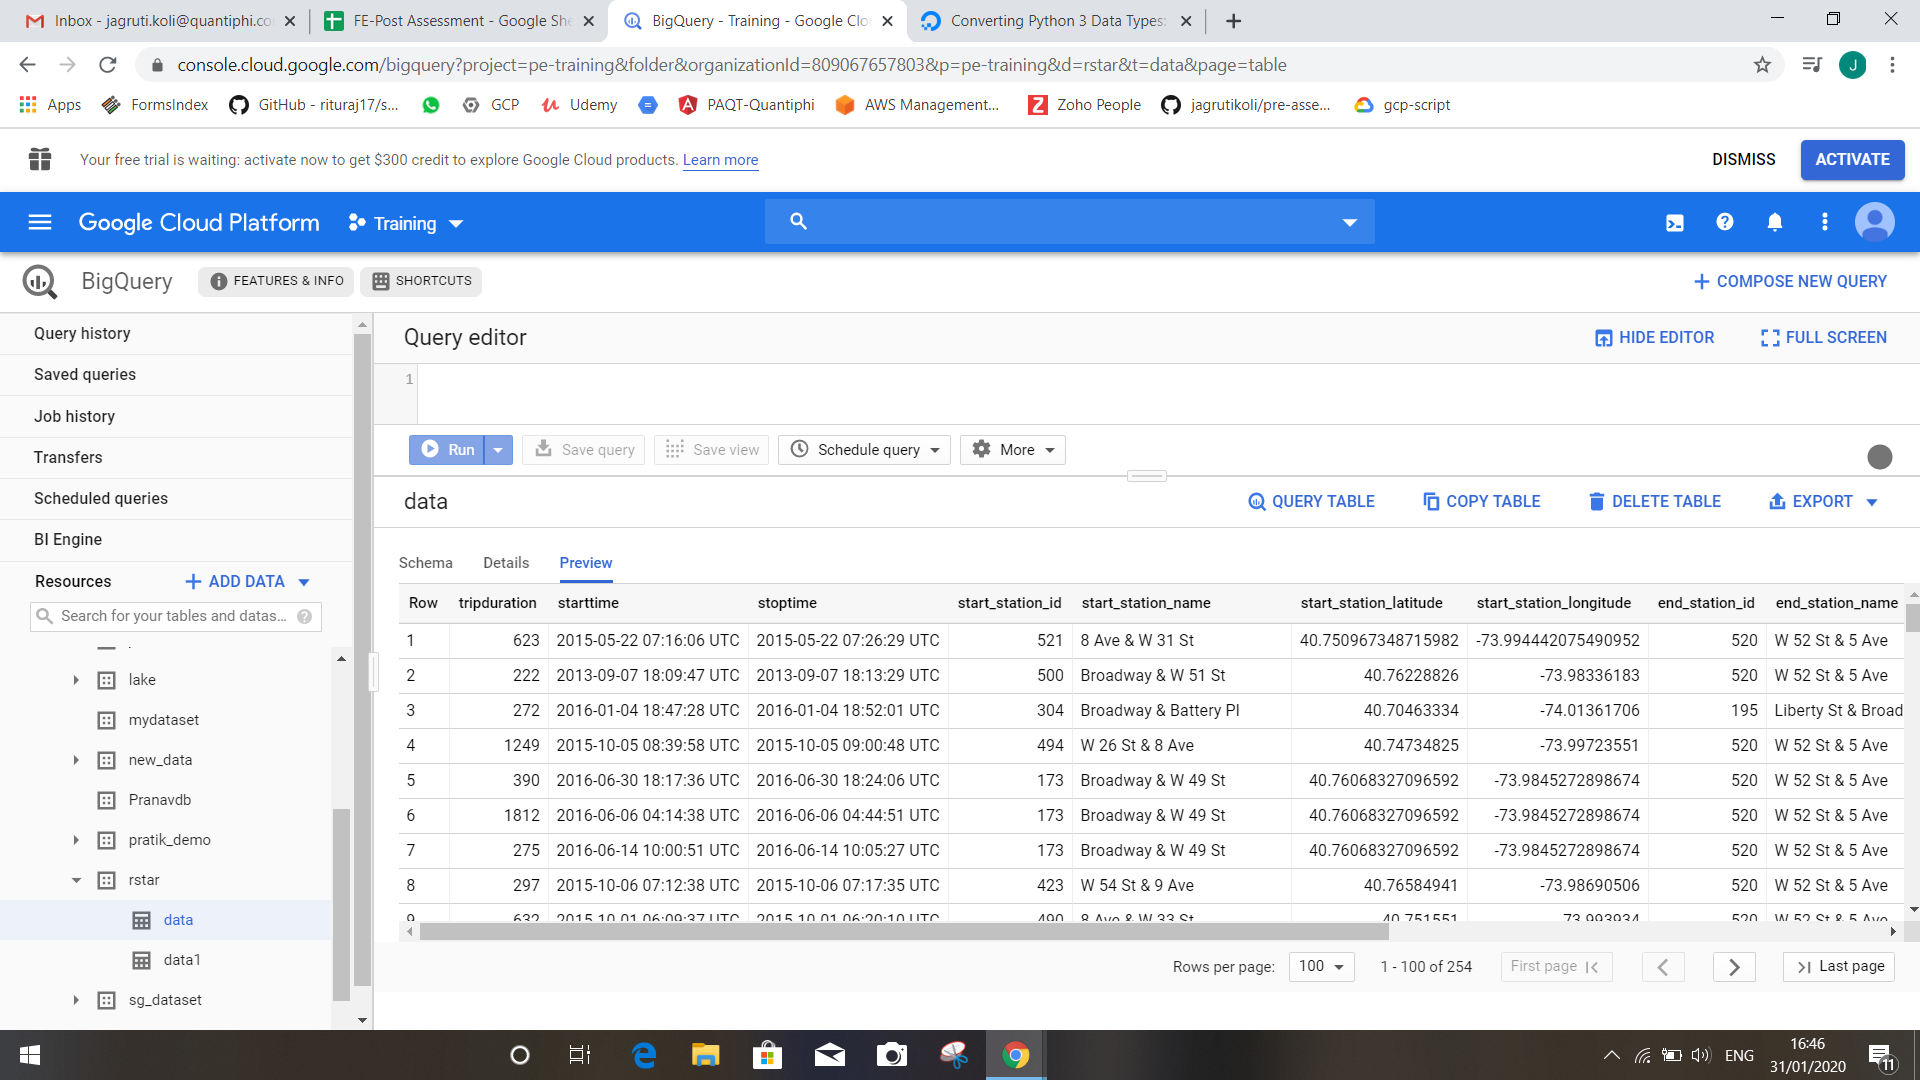 Inbox - jagruti.koli@quantiphi.co
FE-Post Assessment - Google She
BigQuery - Training - Google Clo
Converting Python 3 Data Types:
console.cloud.google.com/bigquery?project=pe-training&folder&organizationId=809067657803&p=pe-training&d=rstar&t=data&page=table
J
Apps FormsIndex GitHub - rituraj17/s... GCP Udemy PAQT-Quantiphi AWS Management... Zoho People jagrutikoli/pre-asse... gcp-script
Your free trial is waiting: activate now to get $300 credit to explore Google Cloud products. Learn more DISMISS ACTIVATE
Google Cloud Platform Training
BigQuery FEATURES & INFO SHORTCUTS COMPOSE NEW QUERY
Query history
Saved queries
Job history
Transfers
Scheduled queries
BI Engine
Resources ADD DATA
Search for your tables and datas...
lake
mydataset
new_data
Pranavdb
pratik_demo
rstar
data
data1
sg_dataset
Query editor HIDE EDITOR FULL SCREEN
1
Run Save query Save view Schedule query More
data QUERY TABLE COPY TABLE DELETE TABLE EXPORT
Schema Details Preview
Row tripduration starttime stoptime start_station_id start_station_name start_station_latitude start_station_longitude end_station_id end_station_name
1 623 2015-05-22 07:16:06 UTC 2015-05-22 07:26:29 UTC 521 8 Ave & W 31 St 40.750967348715982 -73.994442075490952 520 W 52 St & 5 Ave
2 222 2013-09-07 18:09:47 UTC 2013-09-07 18:13:29 UTC 500 Broadway & W 51 St 40.76228826 -73.98336183 520 W 52 St & 5 Ave
3 272 2016-01-04 18:47:28 UTC 2016-01-04 18:52:01 UTC 304 Broadway & Battery Pl 40.70463334 -74.01361706 195 Liberty St & Broad
4 1249 2015-10-05 08:39:58 UTC 2015-10-05 09:00:48 UTC 494 W 26 St & 8 Ave 40.74734825 -73.99723551 520 W 52 St & 5 Ave
5 390 2016-06-30 18:17:36 UTC 2016-06-30 18:24:06 UTC 173 Broadway & W 49 St 40.76068327096592 -73.9845272898674 520 W 52 St & 5 Ave
6 1812 2016-06-06 04:14:38 UTC 2016-06-06 04:44:51 UTC 173 Broadway & W 49 St 40.76068327096592 -73.9845272898674 520 W 52 St & 5 Ave
7 275 2016-06-14 10:00:51 UTC 2016-06-14 10:05:27 UTC 173 Broadway & W 49 St 40.76068327096592 -73.9845272898674 520 W 52 St & 5 Ave
8 297 2015-10-06 07:12:38 UTC 2015-10-06 07:17:35 UTC 423 W 54 St & 9 Ave 40.76584941 -73.98690506 520 W 52 St & 5 Ave
9 632 2015-10-01 06:09:37 UTC 2015-10-01 06:20:10 UTC 490 8 Ave & W 33 St 40.751551 -73.993934 520 W 52 St & 5 Ave
Rows per page: 100 1 - 100 of 254 First page Last page
ENG 16:46
31/01/2020 11